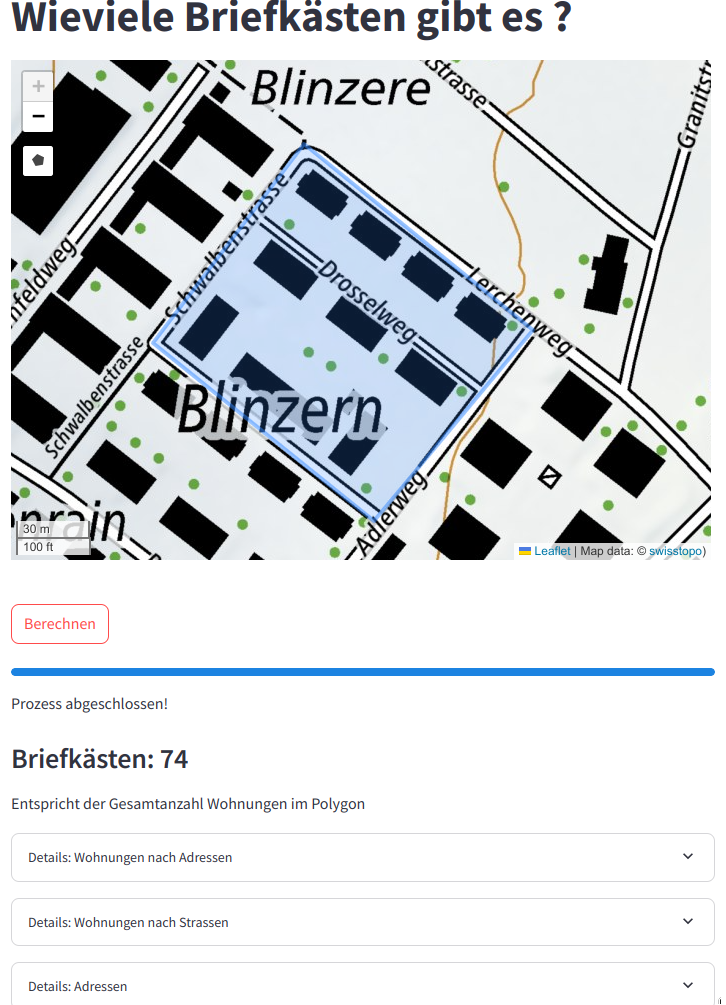 Wieviele Briefkästen gibt es ?
+
−
Blinzere
strasse
Granitstr
nfeldweg
Schwalbenstrasse
Drosselweg
Lerchenweg
Schwalbenstrasse
Blinzern
Adlerweg
enrain
30 m
100 ft
Leaflet | Map data: © swisstopo)
Berechnen
Prozess abgeschlossen!
Briefkästen: 74
Entspricht der Gesamtanzahl Wohnungen im Polygon
Details: Wohnungen nach Adressen
Details: Wohnungen nach Strassen
Details: Adressen